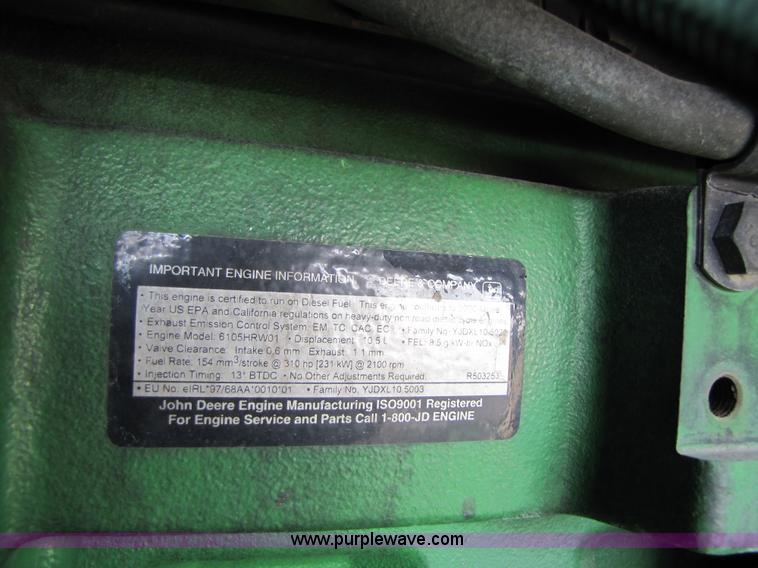 IMPORTANT ENGINE INFORMATION DEERE & COMPANY
• This engine is certified to run on Diesel Fuel. This
Year US EPA and California regulations on heavy-duty non road
• Exhaust Emission Control System: EM, TC, CAC, EC • Family No. YJDXL10.5003
• Engine Model: 6105HRW01 • Displacement: 10.5 L • FEL: 8.5 g/kW-hr NOx
• Valve Clearance: Intake 0.6 mm Exhaust: 1.1 mm
• Fuel Rate: 154 mm³/stroke @ 310 hp [231 kW] @ 2100 rpm
• Injection Timing: 13° BTDC • No Other Adjustments Required. R503253
• EU No. eIRL*97/68AA*0010*01 • Family No. YJDXL10.5003
John Deere Engine Manufacturing ISO9001 Registered
For Engine Service and Parts Call 1-800-JD ENGINE
www.purplewave.com